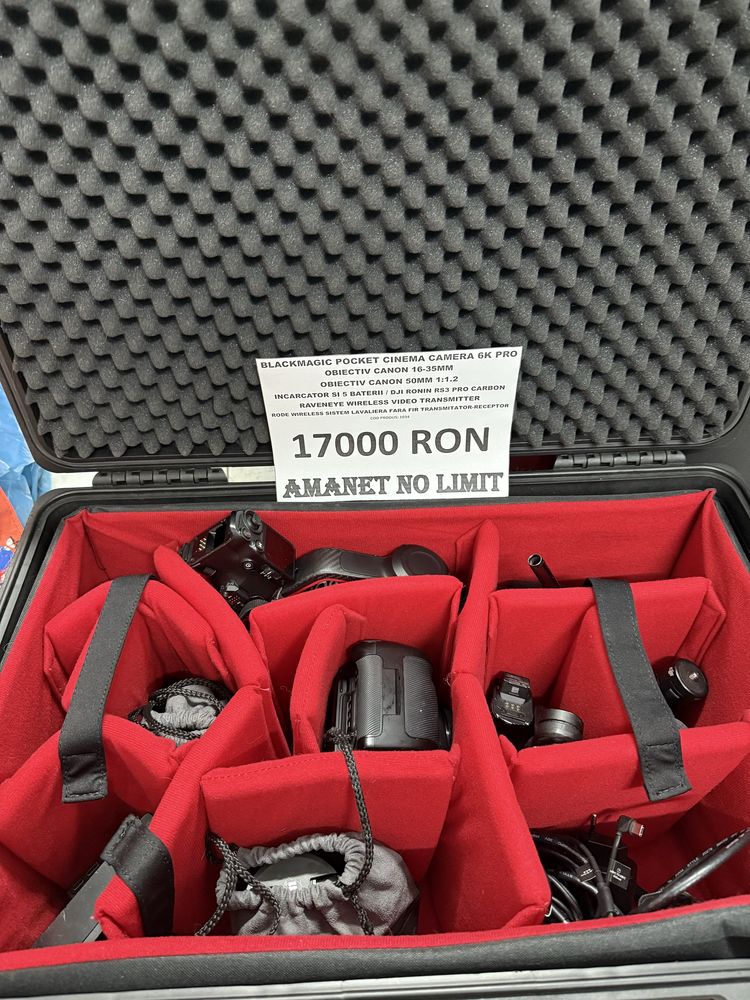 BLACKMAGIC POCKET CINEMA CAMERA 6K PRO
OBIECTIV CANON 16-35MM
OBIECTIV CANON 50MM 1:1.2
INCARCATOR SI 5 BATERII / DJI RONIN RS3 PRO CARBON
RAVENEYE WIRELESS VIDEO TRANSMITTER
RODE WIRELESS SISTEM LAVALIERA FARA FIR TRANSMITATOR-RECEPTOR
COD PRODUS:
17000 RON
AMANET NO LIMIT